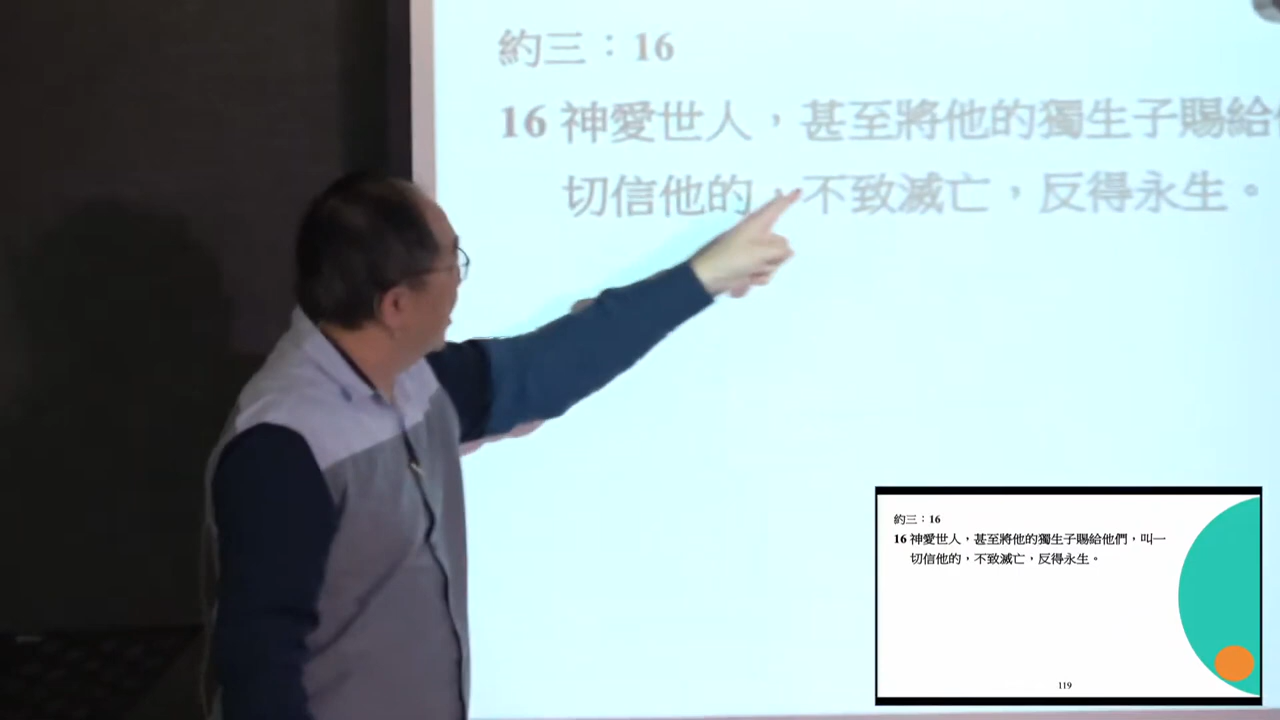 約三：16
16 神愛世人，甚至將他的獨生子賜給
切信他的，不致滅亡，反得永生。
約三：16
16 神愛世人，甚至將他的獨生子賜給他們，叫一
切信他的，不致滅亡，反得永生。
119